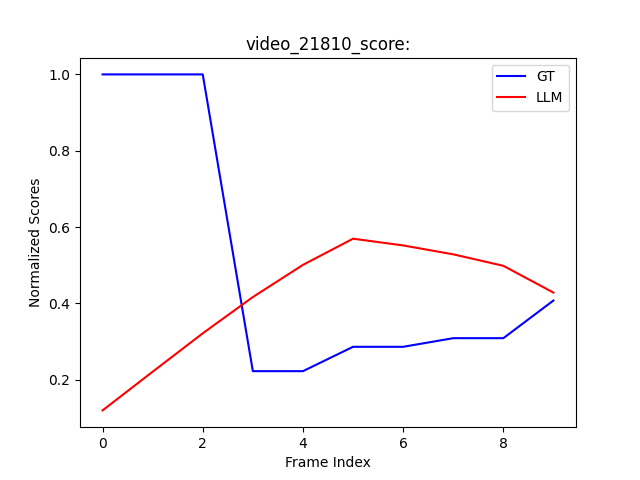 video_21810_score:
GT
LLM
Normalized Scores
1.0
0.8
0.6
0.4
0.2
0 2 4 6 8
Frame Index